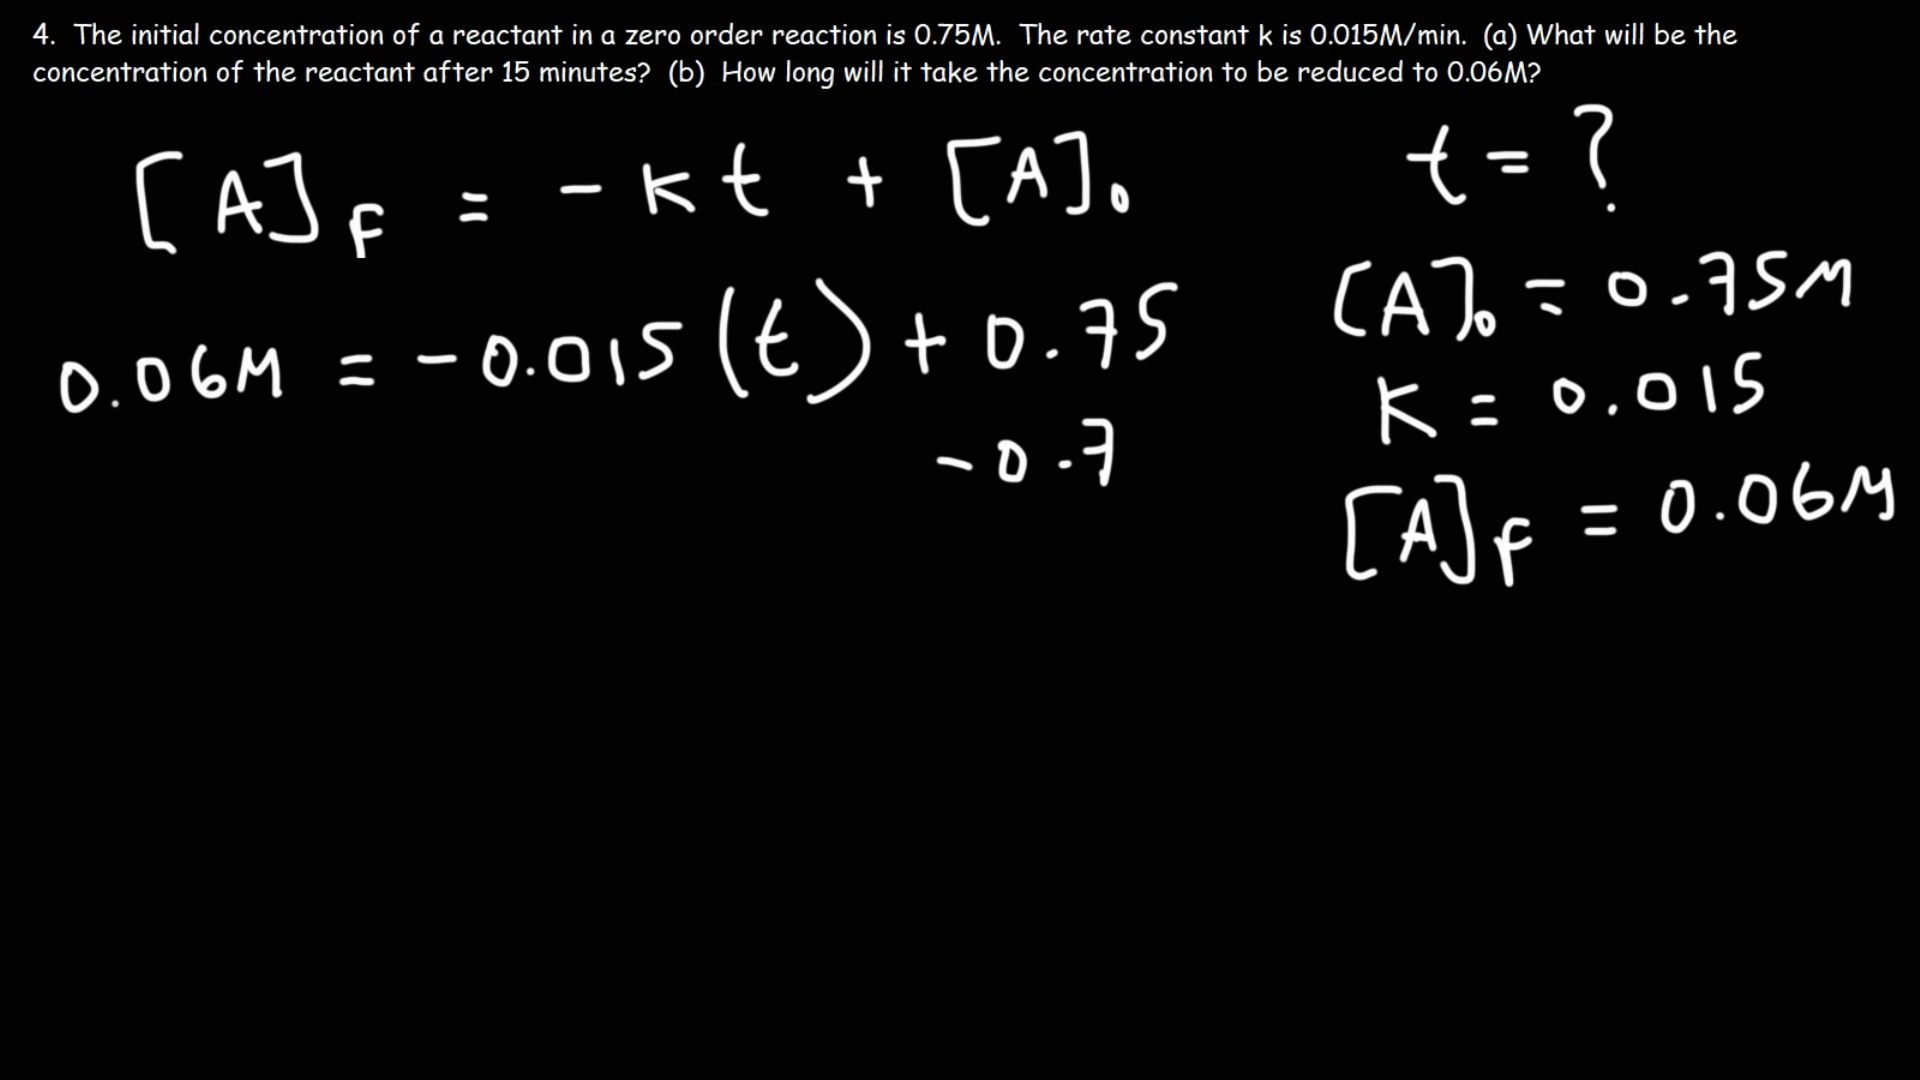 4. The initial concentration of a reactant in a zero order reaction is 0.75M. The rate constant k is 0.015M/min. (a) What will be the
concentration of the reactant after 15 minutes? (b) How long will it take the concentration to be reduced to 0.06M?
[A]F = -kt + [A]0
0.06M = -0.015(t) + 0.75
-0.7
t = ?
[A]0 = 0.75M
K = 0.015
[A]F = 0.06M